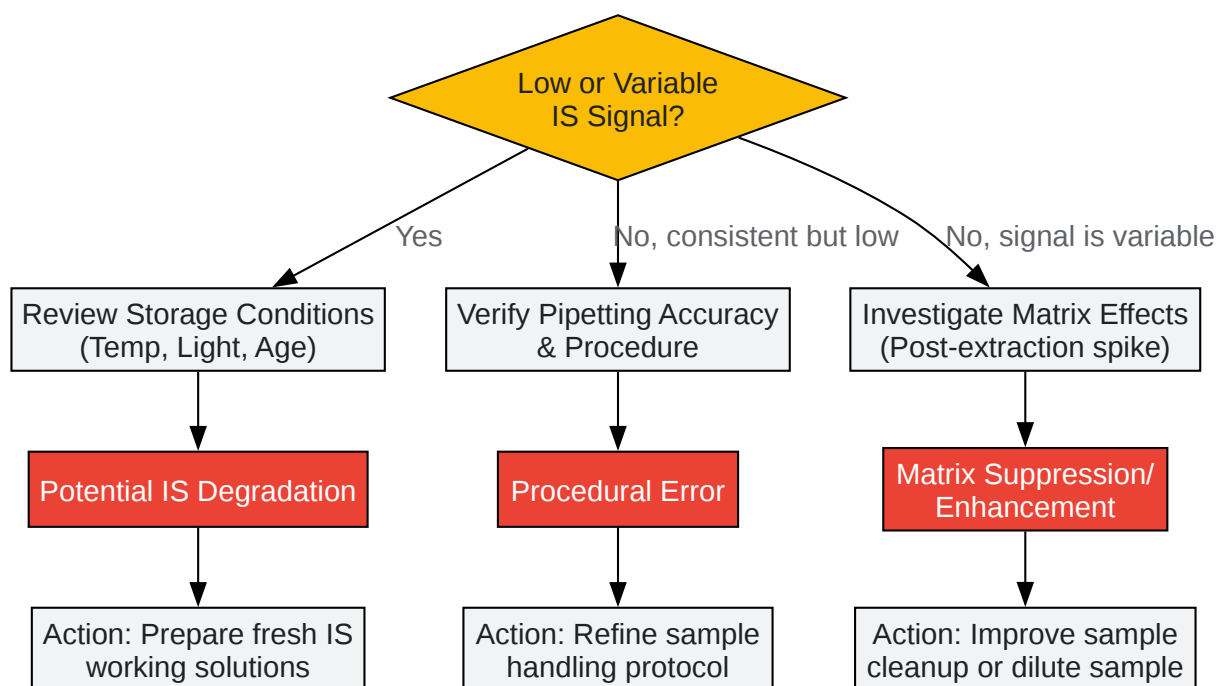 Low or Variable
IS Signal?
Yes
No, consistent but low
No, signal is variable
Review Storage Conditions
(Temp, Light, Age)
Verify Pipetting Accuracy
& Procedure
Investigate Matrix Effects
(Post-extraction spike)
Potential IS Degradation
Procedural Error
Matrix Suppression/
Enhancement
Action: Prepare fresh IS
working solutions
Action: Refine sample
handling protocol
Action: Improve sample
cleanup or dilute sample